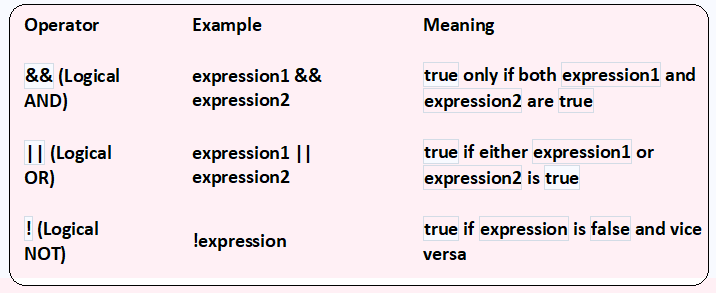 Operator Example Meaning
&& (Logical AND) expression1 && expression2 true only if both expression1 and expression2 are true
|| (Logical OR) expression1 || expression2 true if either expression1 or expression2 is true
! (Logical NOT) !expression true if expression is false and vice versa